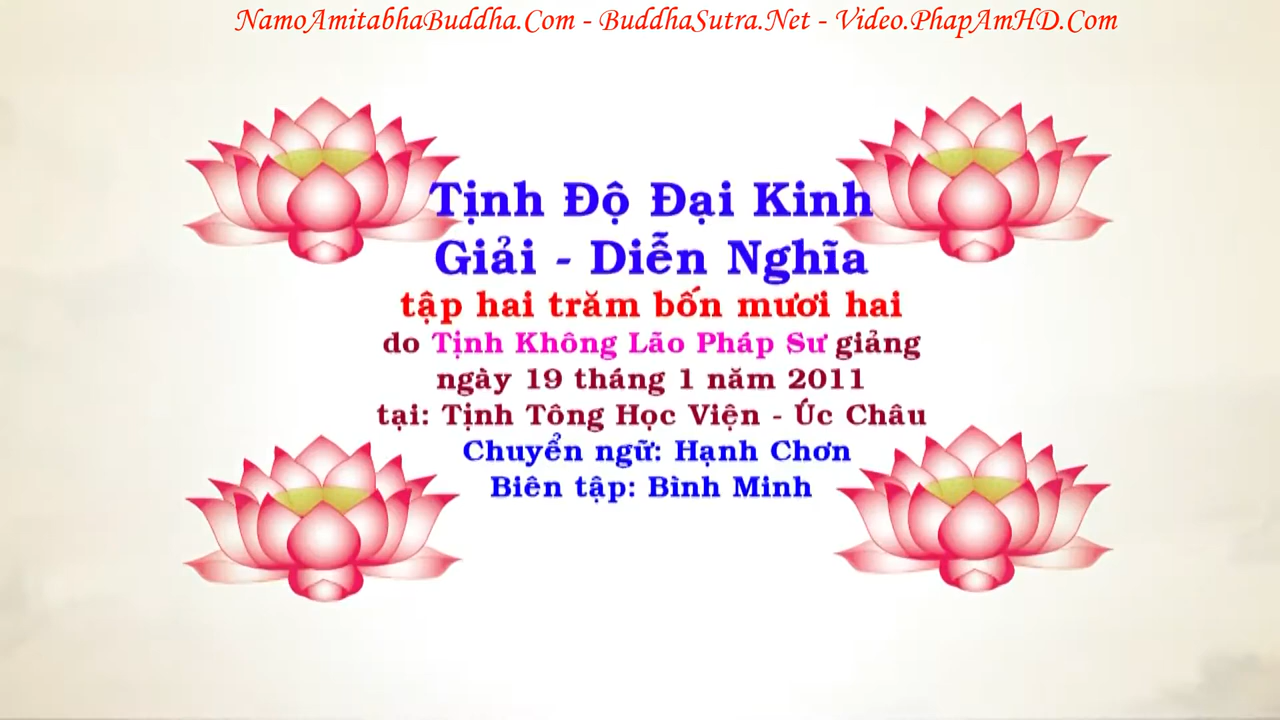 NamoAmitabhaBuddha.Com - BuddhaSutra.Net - Video.PhapAmHD.Com
Tịnh Độ Đại Kinh
Giải - Diễn Nghĩa
tập hai trăm bốn mươi hai
do Tịnh Không Lão Pháp Sư giảng
ngày 19 tháng 1 năm 2011
tại: Tịnh Tông Học Viện - Úc Châu
Chuyển ngữ: Hạnh Chơn
Biên tập: Bình Minh